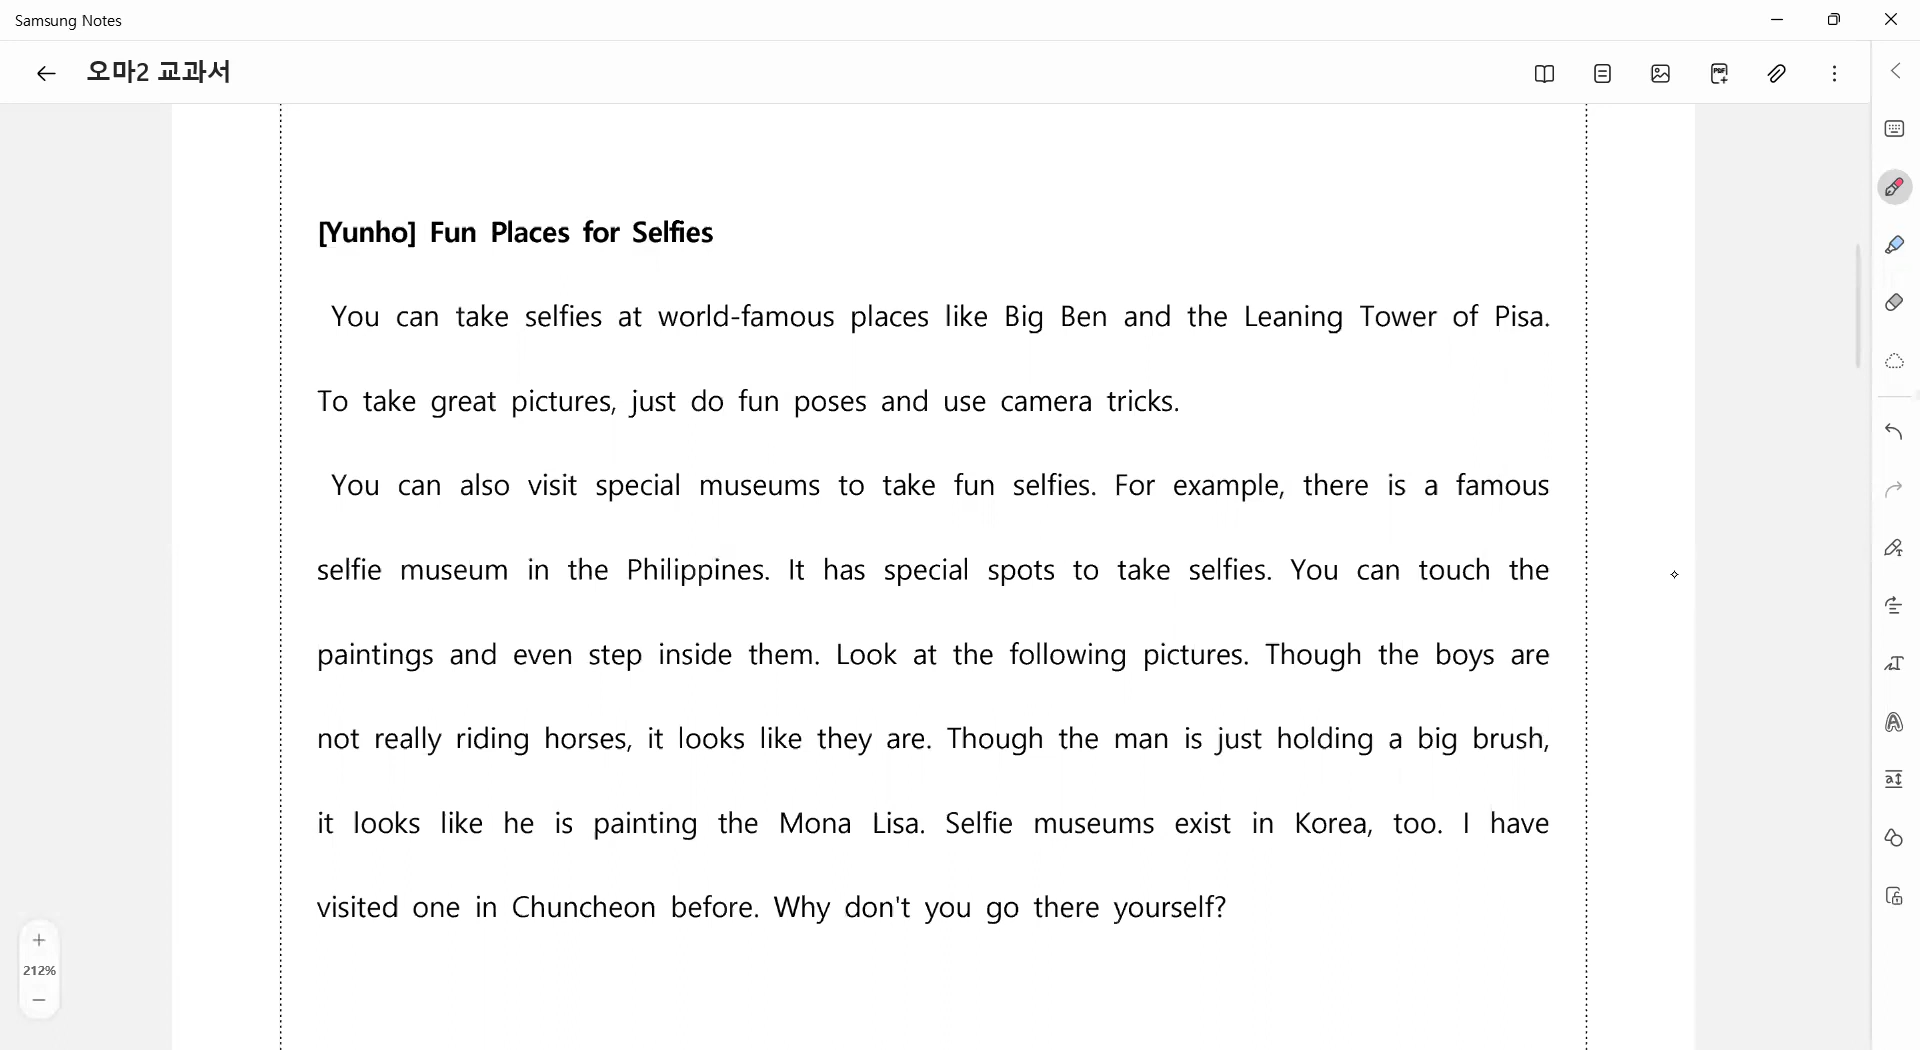 Samsung Notes
오마2 교과서
PDF
[Yunho] Fun Places for Selfies
You can take selfies at world-famous places like Big Ben and the Leaning Tower of Pisa.
To take great pictures, just do fun poses and use camera tricks.
You can also visit special museums to take fun selfies. For example, there is a famous
selfie museum in the Philippines. It has special spots to take selfies. You can touch the
paintings and even step inside them. Look at the following pictures. Though the boys are
not really riding horses, it looks like they are. Though the man is just holding a big brush,
it looks like he is painting the Mona Lisa. Selfie museums exist in Korea, too. I have
visited one in Chuncheon before. Why don't you go there yourself?
212%